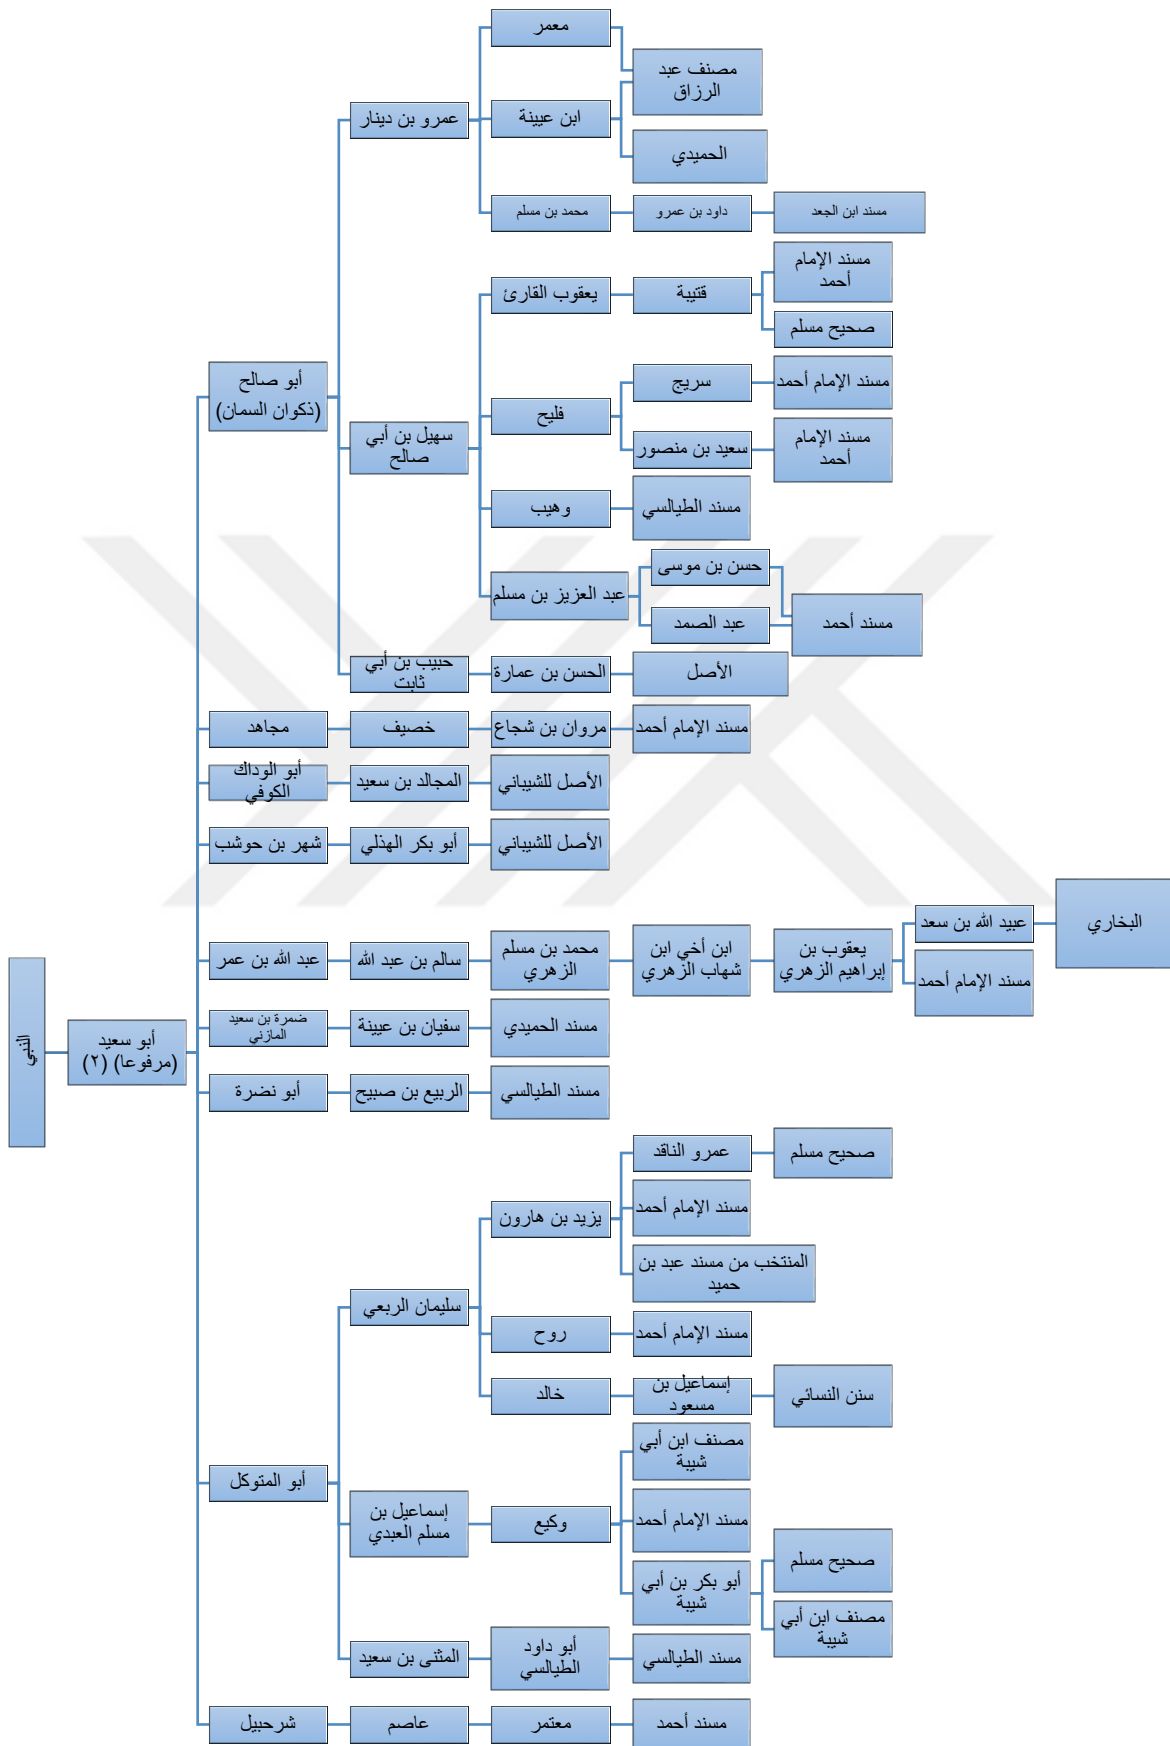 معمر
مصنف عبد
الرزاق
عمرو بن دينار
ابن عيينة
الحميدي
محمد بن مسلم
داود بن عمرو
مسند ابن الجعد
مسند الإمام
أحمد
يعقوب القارئ
قتيبة
صحيح مسلم
أبو صالح
(ذكوان السمان)
سريج
مسند الإمام أحمد
فليح
سهيل بن أبي
صالح
سعيد بن منصور
مسند الإمام
أحمد
وهيب
مسند الطيالسي
حسن بن موسى
عبد العزيز بن مسلم
عبد الصمد
مسند أحمد
حبيب بن أبي
ثابت
الحسن بن عمارة
الأصل
مجاهد
خصيف
مروان بن شجاع
مسند الإمام أحمد
أبو الوداك
الكوفي
المجالد بن سعيد
الأصل للشيباني
شهر بن حوشب
أبو بكر الهذلي
الأصل للشيباني
عبد الله بن عمر
سالم بن عبد الله
محمد بن مسلم
الزهري
ابن أخي ابن
شهاب الزهري
يعقوب بن
إبراهيم الزهري
عبيد الله بن سعد
البخاري
مسند الإمام أحمد
النبي
أبو سعيد
(مرفوعا) (٢)
ضمرة بن سعيد
المازني
سفيان بن عيينة
مسند الحميدي
أبو نضرة
الربيع بن صبيح
مسند الطيالسي
عمرو الناقد
صحيح مسلم
يزيد بن هارون
مسند الإمام أحمد
المنتخب من مسند عبد بن
حميد
سليمان الربعي
روح
مسند الإمام أحمد
خالد
إسماعيل بن
مسعود
سنن النسائي
أبو المتوكل
مصنف ابن أبي
شيبة
إسماعيل بن
مسلم العبدي
وكيع
مسند الإمام أحمد
أبو بكر بن أبي
شيبة
صحيح مسلم
مصنف ابن أبي
شيبة
المثنى بن سعيد
أبو داود
الطيالسي
مسند الطيالسي
شرحبيل
عاصم
معتمر
مسند أحمد